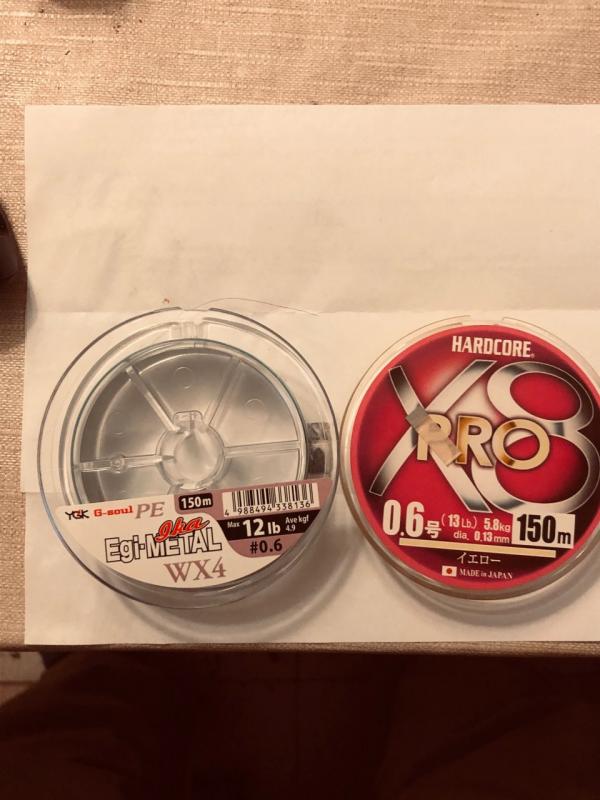 YGK G-soul PE
150m
4 988494 338136
Ika
Egi-METAL
WX4
Max 12 lb Ave kgf 4.9
#0.6
HARDCORE®
X8
PRO
0.6号 (13Lb.) 5.8kg
dia. 0.13mm
150m
イエロー
MADE in JAPAN